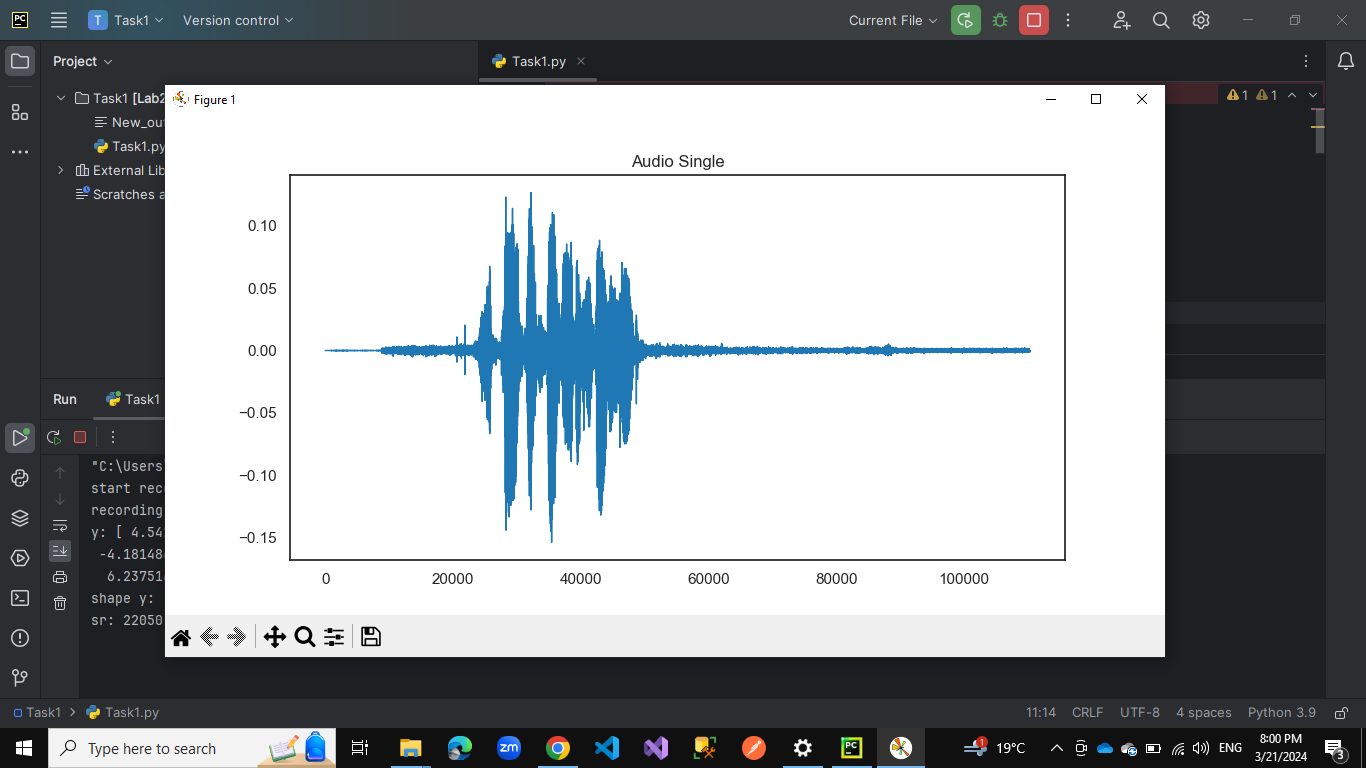 PC
T Task1 Version control Current File
Project
Task1.py
Task1 [Lab2
New_ou
Task1.py
External Lib
Scratches a
1 1
Figure 1
Audio Single
0.10
0.05
0.00
−0.05
−0.10
−0.15
0 20000 40000 60000 80000 100000
Run Task1
"C:\Users
start rec
recording
y: [ 4.54
-4.18148
6.23751
shape y:
sr: 22050
Task1 > Task1.py 11:14 CRLF UTF-8 4 spaces Python 3.9
Type here to search zm PC 1 19°C ENG 8:00 PM
3/21/2024 3